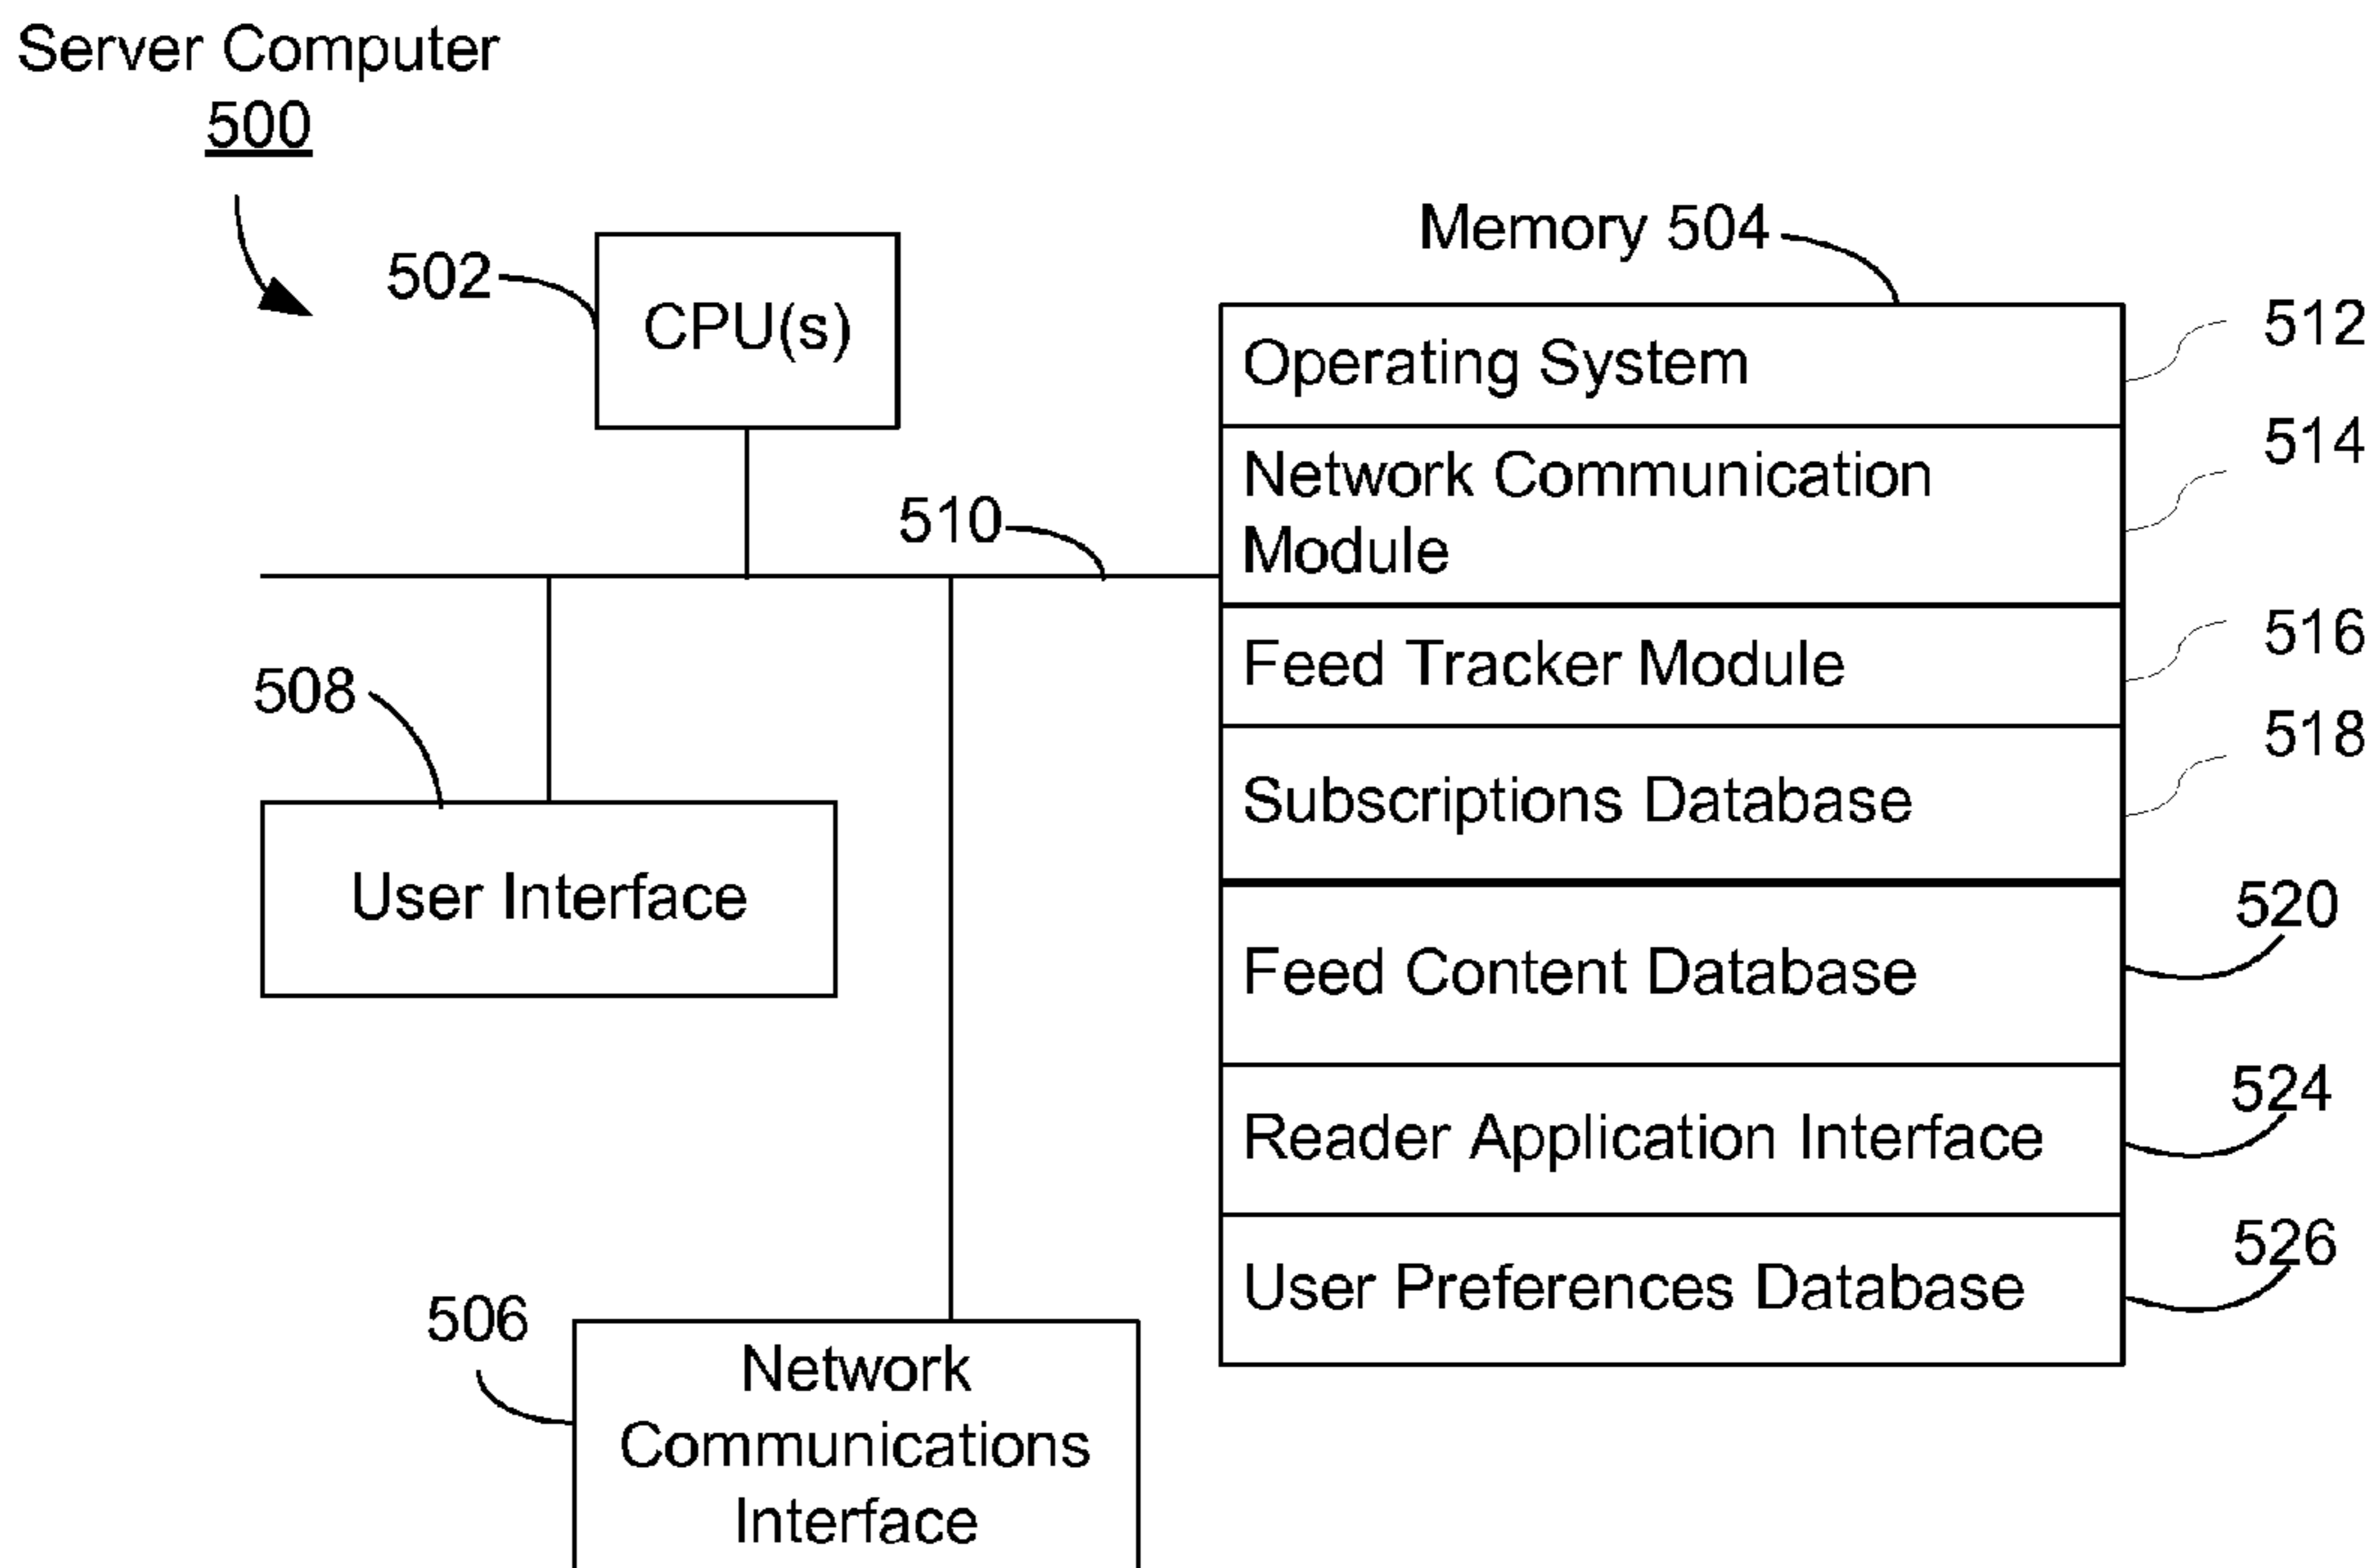 Server Computer
500
502
CPU(s)
510
508
User Interface
506
Network
Communications
Interface
Memory 504
Operating System
512
Network Communication
Module
514
Feed Tracker Module
516
Subscriptions Database
518
Feed Content Database
520
Reader Application Interface
524
User Preferences Database
526